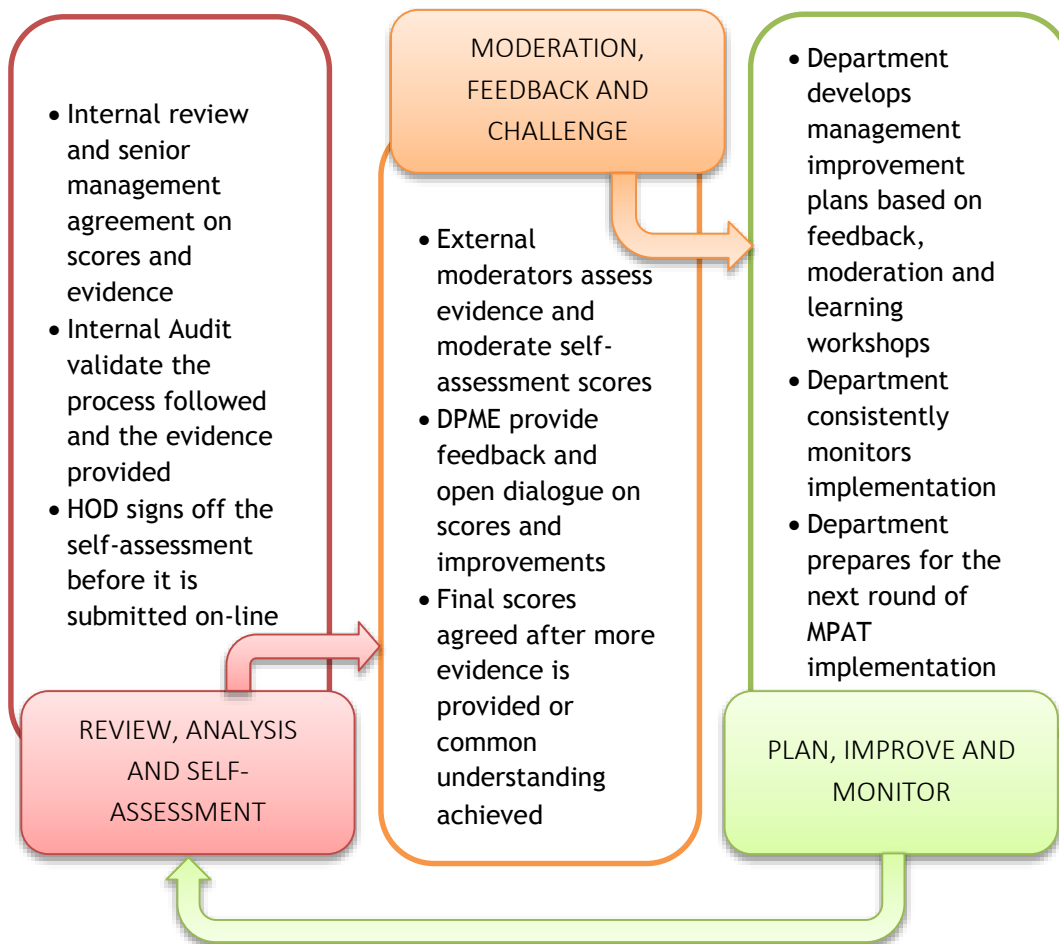 • Internal review
and senior
management
agreement on
scores and
evidence
• Internal Audit
validate the
process followed
and the evidence
provided
• HOD signs off the
self-assessment
before it is
submitted on-line
REVIEW, ANALYSIS
AND SELF-
ASSESSMENT
MODERATION,
FEEDBACK AND
CHALLENGE
• External
moderators assess
evidence and
moderate self-
assessment scores
• DPME provide
feedback and
open dialogue on
scores and
improvements
• Final scores
agreed after more
evidence is
provided or
common
understanding
achieved
• Department
develops
management
improvement
plans based on
feedback,
moderation and
learning
workshops
• Department
consistently
monitors
implementation
• Department
prepares for the
next round of
MPAT
implementation
PLAN, IMPROVE AND
MONITOR